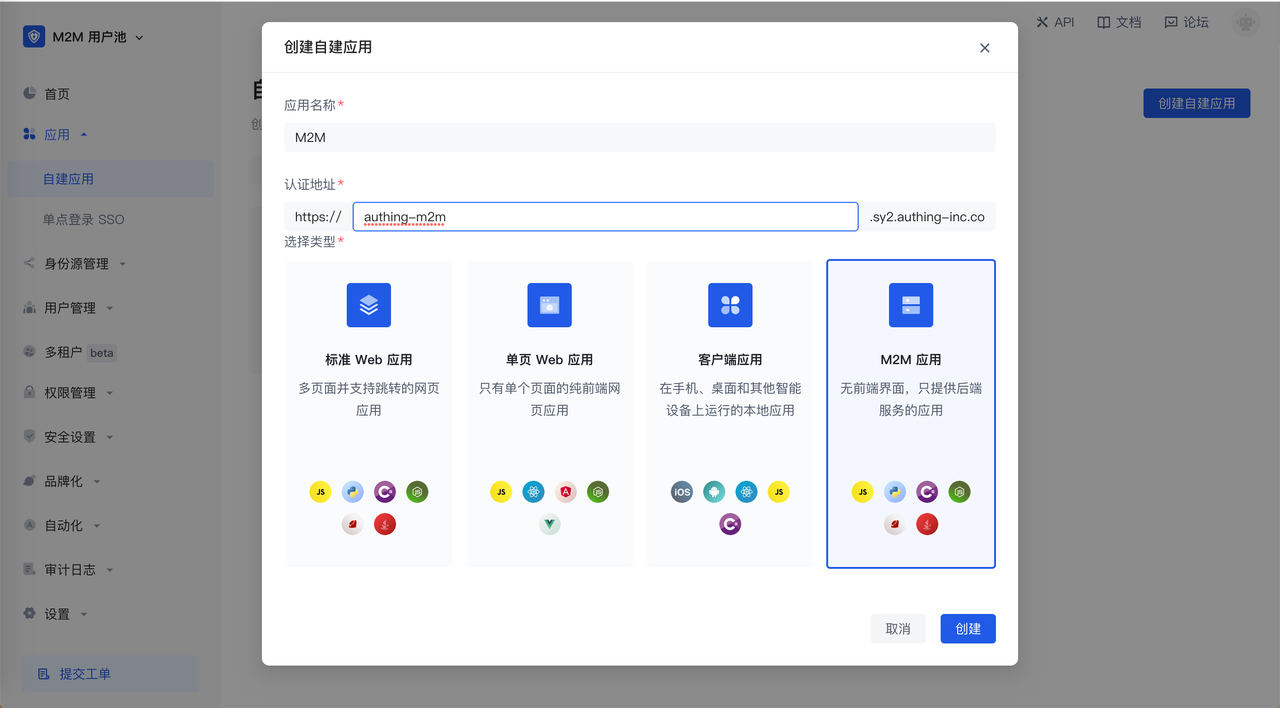 M2M 用户池
首页
应用
自建应用
单点登录 SSO
身份源管理
用户管理
多租户 beta
权限管理
安全设置
品牌化
自动化
审计日志
设置
提交工单
API
文档
论坛
创建自建应用
创建自建应用
应用名称*
M2M
认证地址*
https://
authing-m2m
.sy2.authing-inc.co
选择类型*
标准 Web 应用
多页面并支持跳转的网页
应用
JS
单页 Web 应用
只有单个页面的纯前端网
页应用
JS
客户端应用
在手机、桌面和其他智能
设备上运行的本地应用
iOS
JS
M2M 应用
无前端界面，只提供后端
服务的应用
JS
取消
创建